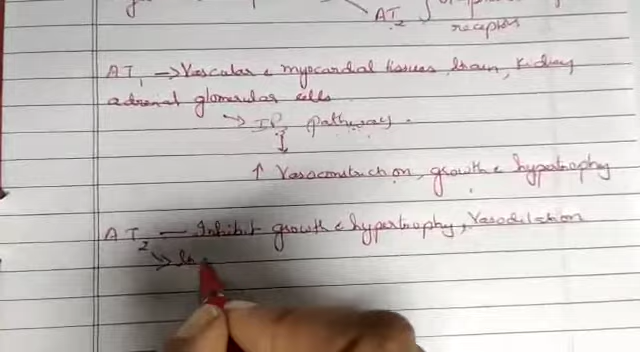 AT2
receptors
AT1 → Vascular & myocardial tissues, brain, kidney
adrenal glomerular cells
→ IP3 pathway.
↓
↑ Vasoconstriction, growth & hypertrophy
AT2 — Inhibit growth & hypertrophy, Vasodilation